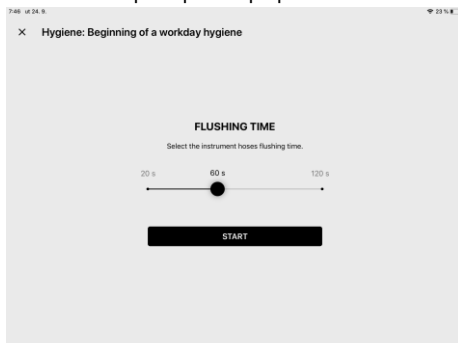 7:46 ut 24. 9.
23 %
× Hygiene: Beginning of a workday hygiene
FLUSHING TIME
Select the instrument hoses flushing time.
20 s 60 s 120 s
START